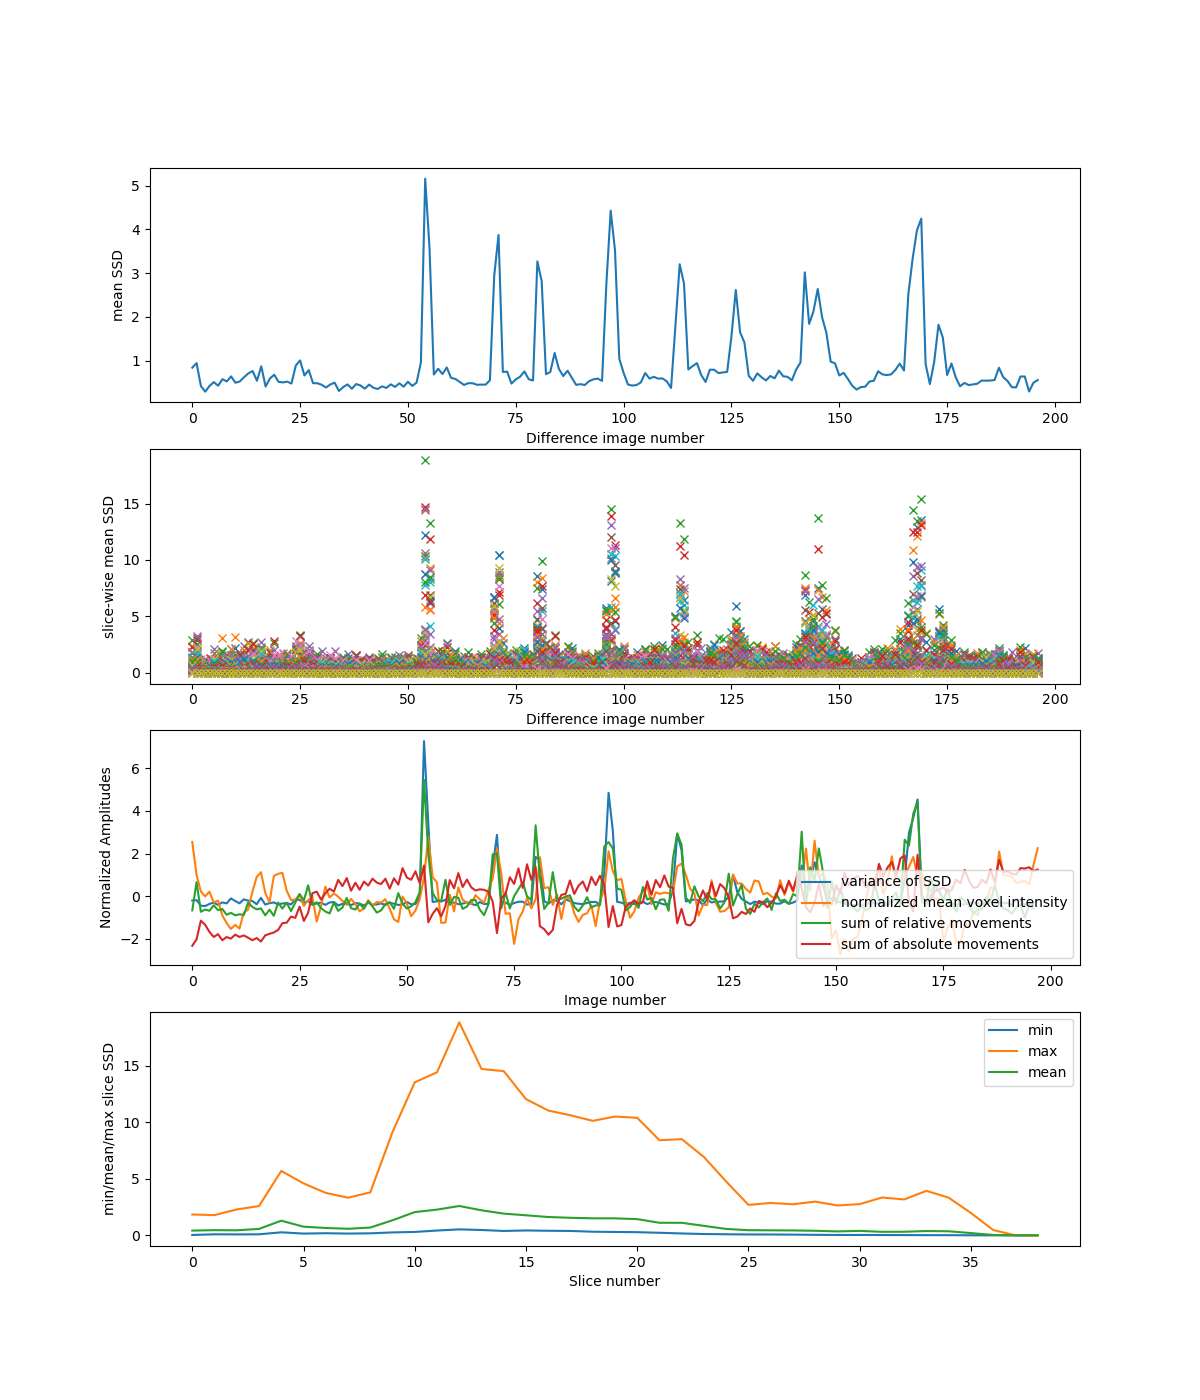 5
4
3
2
1
mean SSD
0 25 50 75 100 125 150 175 200
Difference image number
15
10
5
0
slice-wise mean SSD
0 25 50 75 100 125 150 175 200
Difference image number
6
4
2
0
−2
Normalized Amplitudes
variance of SSD
normalized mean voxel intensity
sum of relative movements
sum of absolute movements
0 25 50 75 100 125 150 175 200
Image number
15
10
5
0
min/mean/max slice SSD
min
max
mean
0 5 10 15 20 25 30 35
Slice number